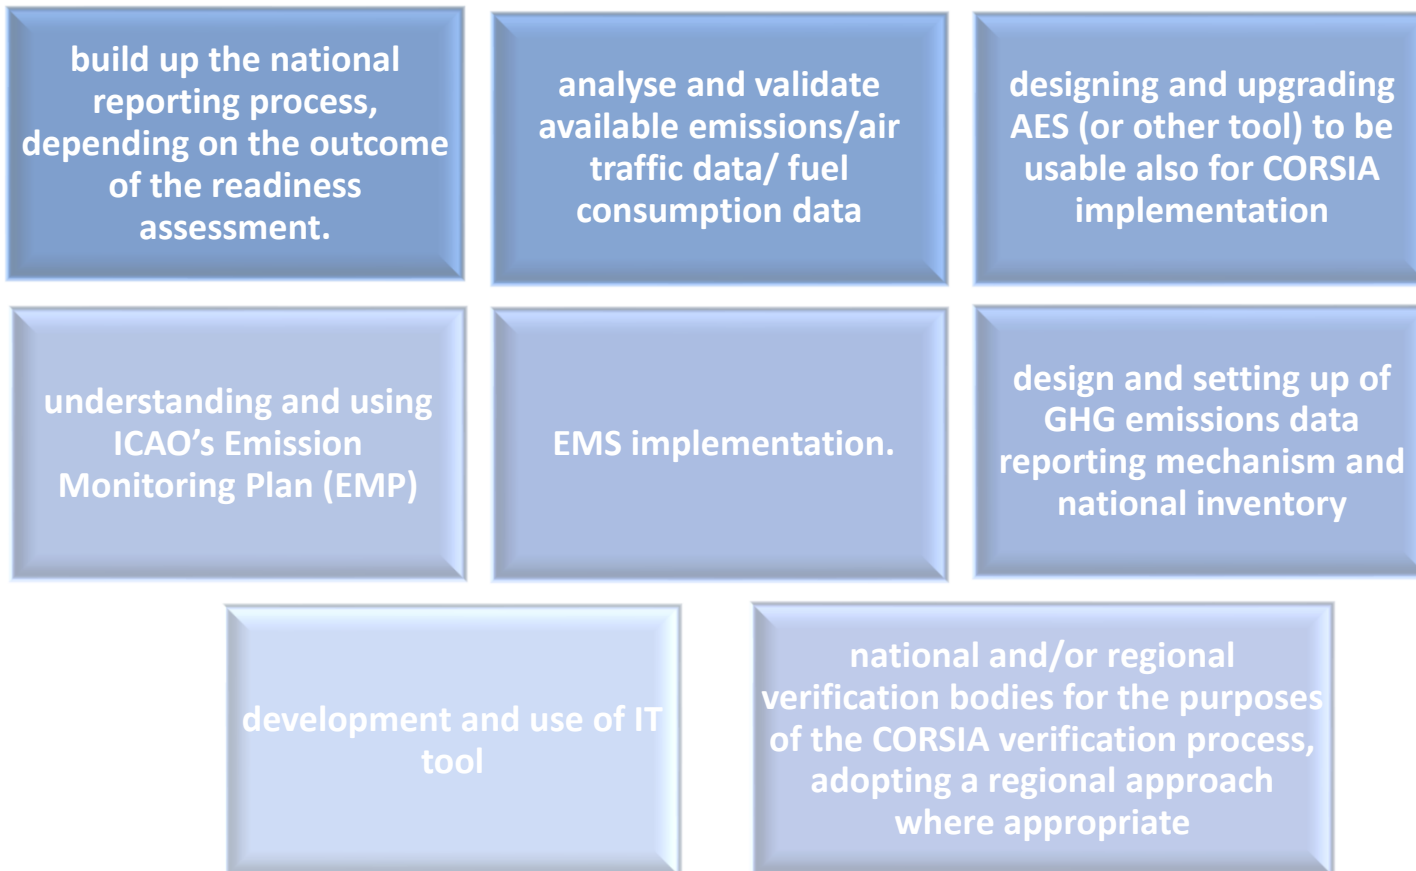 build up the national
reporting process,
depending on the outcome
of the readiness
assessment.
analyse and validate
available emissions/air
traffic data/ fuel
consumption data
designing and upgrading
AES (or other tool) to be
usable also for CORSIA
implementation
understanding and using
ICAO’s Emission
Monitoring Plan (EMP)
EMS implementation.
design and setting up of
GHG emissions data
reporting mechanism and
national inventory
development and use of IT
tool
national and/or regional
verification bodies for the purposes
of the CORSIA verification process,
adopting a regional approach
where appropriate